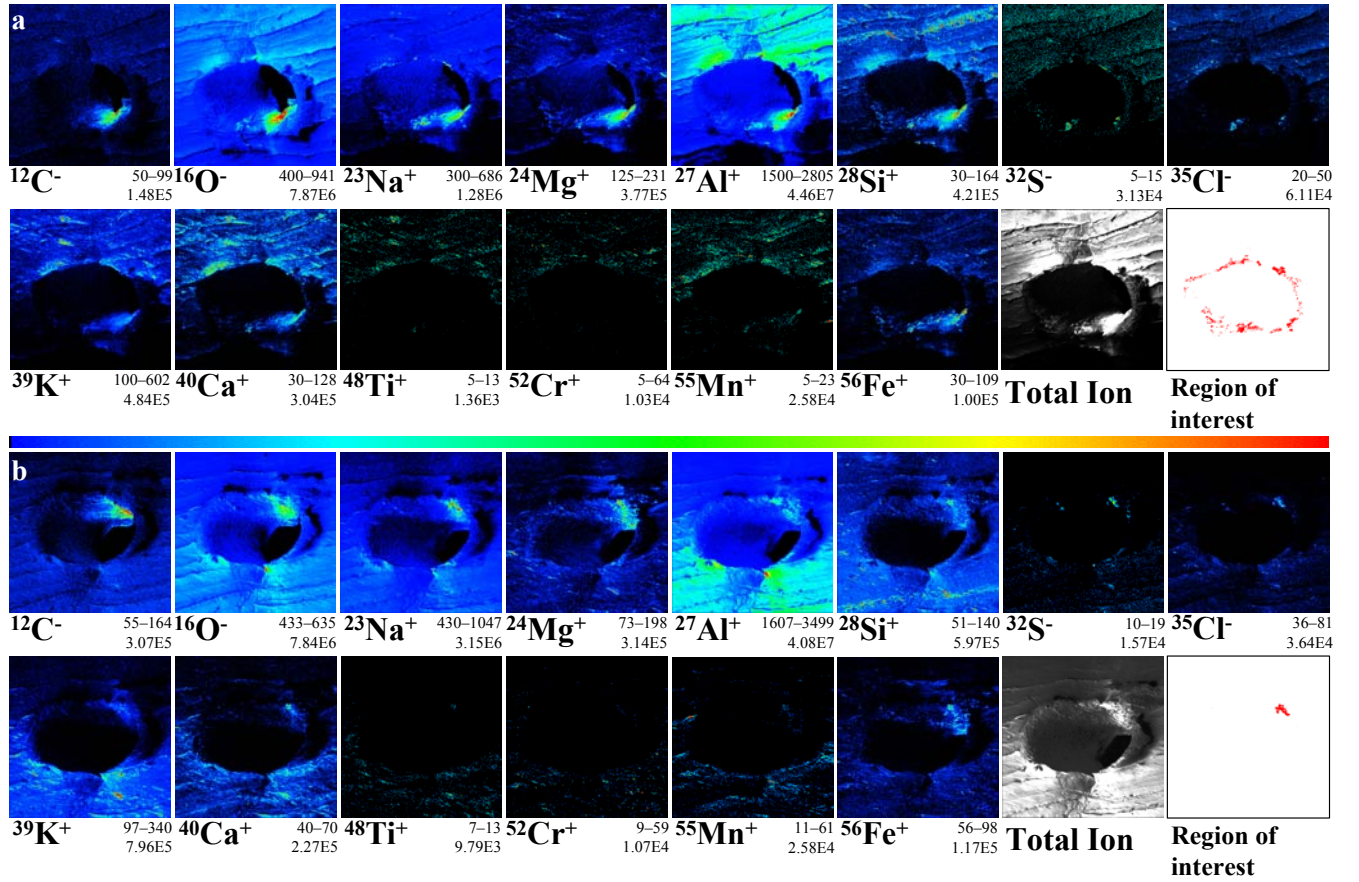 a
¹²C⁻ 50–99
1.48E5
¹⁶O⁻ 400–941
7.87E6
²³Na⁺ 300–686
1.28E6
²⁴Mg⁺ 125–231
3.77E5
²⁷Al⁺ 1500–2805
4.46E7
²⁸Si⁺ 30–164
4.21E5
³²S⁻ 5–15
3.13E4
³⁵Cl⁻ 20–50
6.11E4
³⁹K⁺ 100–602
4.84E5
⁴⁰Ca⁺ 30–128
3.04E5
⁴⁸Ti⁺ 5–13
1.36E3
⁵²Cr⁺ 5–64
1.03E4
⁵⁵Mn⁺ 5–23
2.58E4
⁵⁶Fe⁺ 30–109
1.00E5
Total Ion
Region of
interest
b
¹²C⁻ 55–164
3.07E5
¹⁶O⁻ 433–635
7.84E6
²³Na⁺ 430–1047
3.15E6
²⁴Mg⁺ 73–198
3.14E5
²⁷Al⁺ 1607–3499
4.08E7
²⁸Si⁺ 51–140
5.97E5
³²S⁻ 10–19
1.57E4
³⁵Cl⁻ 36–81
3.64E4
³⁹K⁺ 97–340
7.96E5
⁴⁰Ca⁺ 40–70
2.27E5
⁴⁸Ti⁺ 7–13
9.79E3
⁵²Cr⁺ 9–59
1.07E4
⁵⁵Mn⁺ 11–61
2.58E4
⁵⁶Fe⁺ 56–98
1.17E5
Total Ion
Region of
interest